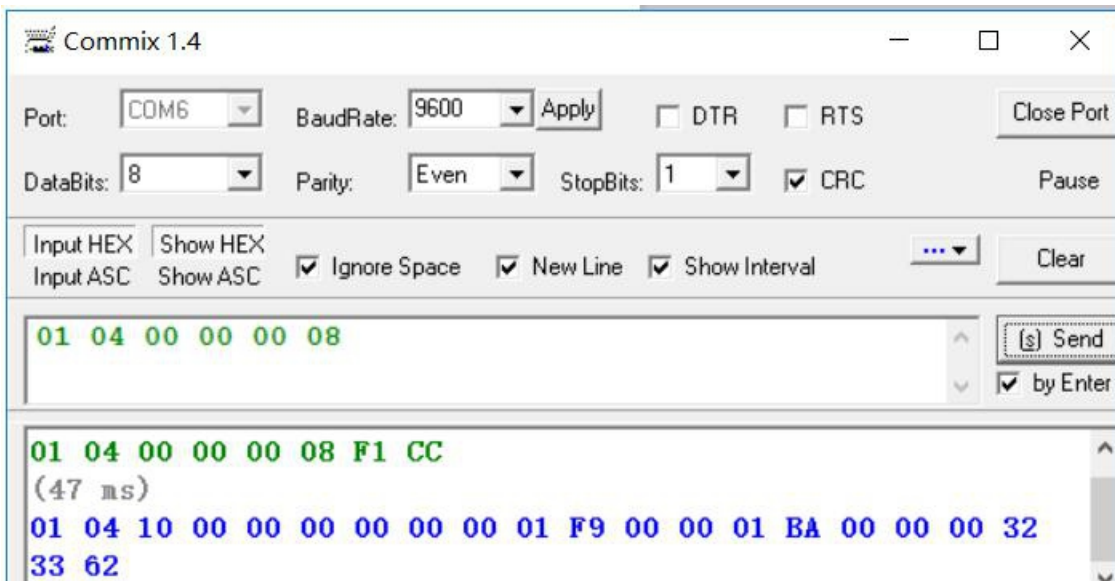 Commix 1.4
Port: COM6 BaudRate: 9600 Apply DTR RTS Close Port
DataBits: 8 Parity: Even StopBits: 1 CRC Pause
Input HEX Show HEX
Input ASC Show ASC
Ignore Space New Line Show Interval ... Clear
01 04 00 00 00 08
(s) Send
by Enter
01 04 00 00 00 08 F1 CC
(47 ms)
01 04 10 00 00 00 00 00 00 01 F9 00 00 01 BA 00 00 00 32
33 62